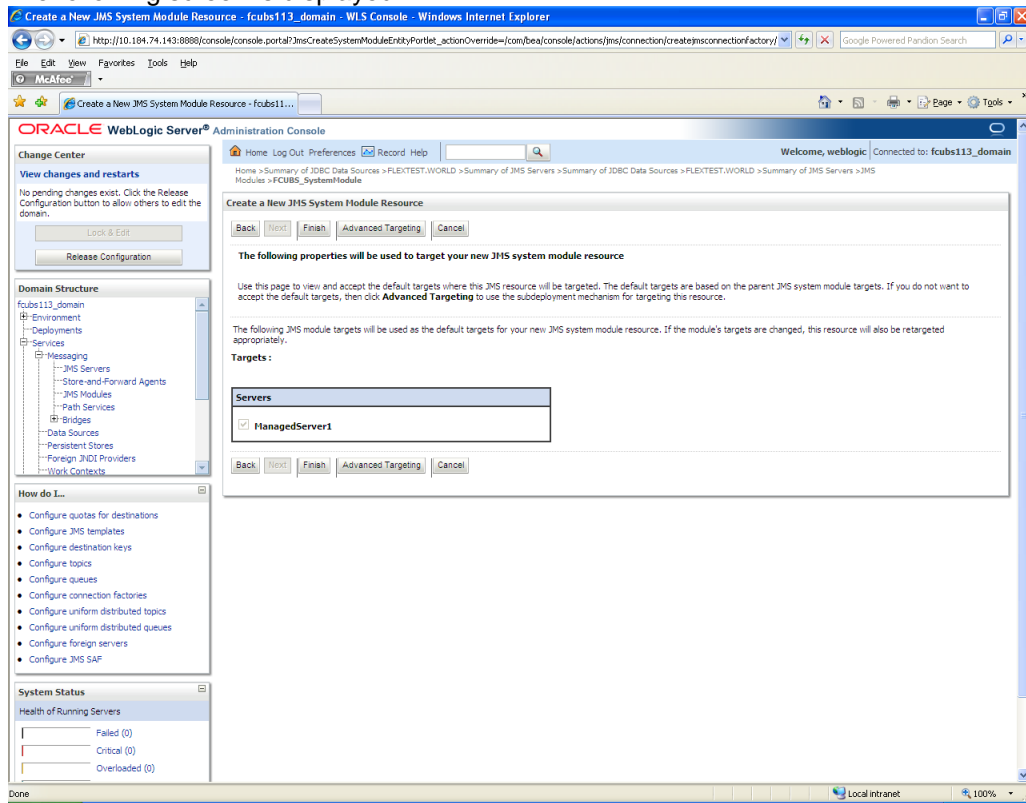 Create a New JMS System Module Resource - fcubs113_domain - WLS Console - Windows Internet Explorer
http://10.184.74.143:8888/console/console.portal?JmsCreateSystemModuleEntityPortlet_actionOverride=/com/bea/console/actions/jms/connection/createjmsconnectionfactory/
Google Powered Pandion Search
File Edit View Favorites Tools Help
McAfee
Create a New JMS System Module Resource - fcubs11...
Page Tools
ORACLE WebLogic Server® Administration Console
Change Center
View changes and restarts
No pending changes exist. Click the Release
Configuration button to allow others to edit the
domain.
Lock & Edit
Release Configuration
Domain Structure
fcubs113_domain
Environment
Deployments
Services
Messaging
JMS Servers
Store-and-Forward Agents
JMS Modules
Path Services
Bridges
Data Sources
Persistent Stores
Foreign JNDI Providers
Work Contexts
How do I...
Configure quotas for destinations
Configure JMS templates
Configure destination keys
Configure topics
Configure queues
Configure connection factories
Configure uniform distributed topics
Configure uniform distributed queues
Configure foreign servers
Configure JMS SAF
System Status
Health of Running Servers
Failed (0)
Critical (0)
Overloaded (0)
Home Log Out Preferences Record Help
Welcome, weblogic Connected to: fcubs113_domain
Home >Summary of JDBC Data Sources >FLEXTEST.WORLD >Summary of JMS Servers >Summary of JDBC Data Sources >FLEXTEST.WORLD >Summary of JMS Servers >JMS
Modules >FCUBS_SystemModule
Create a New JMS System Module Resource
Back Next Finish Advanced Targeting Cancel
The following properties will be used to target your new JMS system module resource
Use this page to view and accept the default targets where this JMS resource will be targeted. The default targets are based on the parent JMS system module targets. If you do not want to
accept the default targets, then click Advanced Targeting to use the subdeployment mechanism for targeting this resource.
The following JMS module targets will be used as the default targets for your new JMS system module resource. If the module's targets are changed, this resource will also be retargeted
appropriately.
Targets :
Servers
ManagedServer1
Back Next Finish Advanced Targeting Cancel
Done
Local intranet
100%